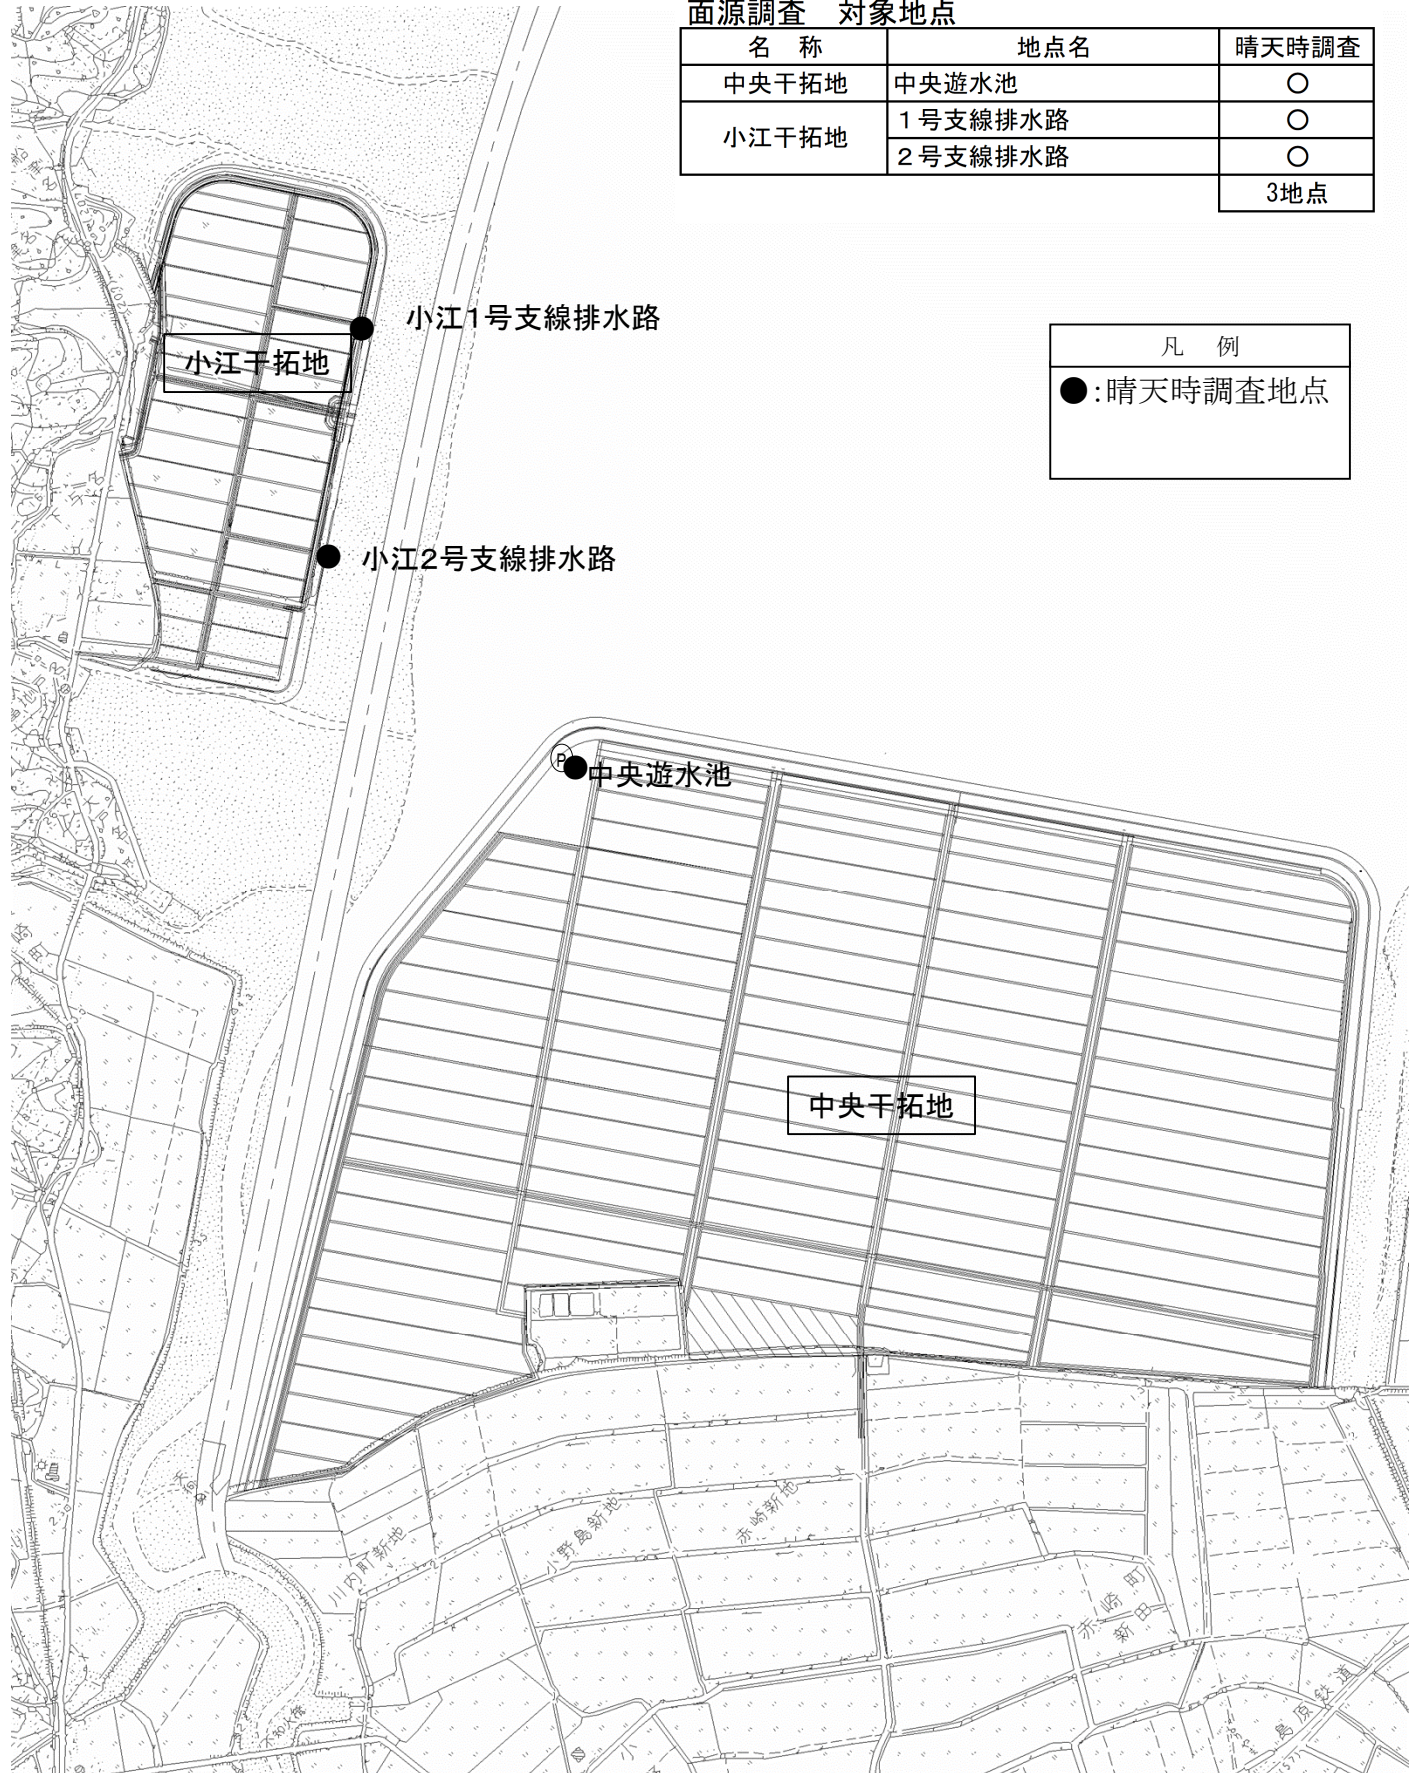 面源調査　対象地点
名　称　地点名　晴天時調査
中央干拓地　中央遊水池　○
小江干拓地　１号支線排水路　○
２号支線排水路　○
3地点
小江1号支線排水路
小江干拓地
凡　例
●:晴天時調査地点
小江2号支線排水路
P
中央遊水池
中央干拓地
川内町新地
小野島新地
赤崎新地
赤崎町
新田
島原鉄道